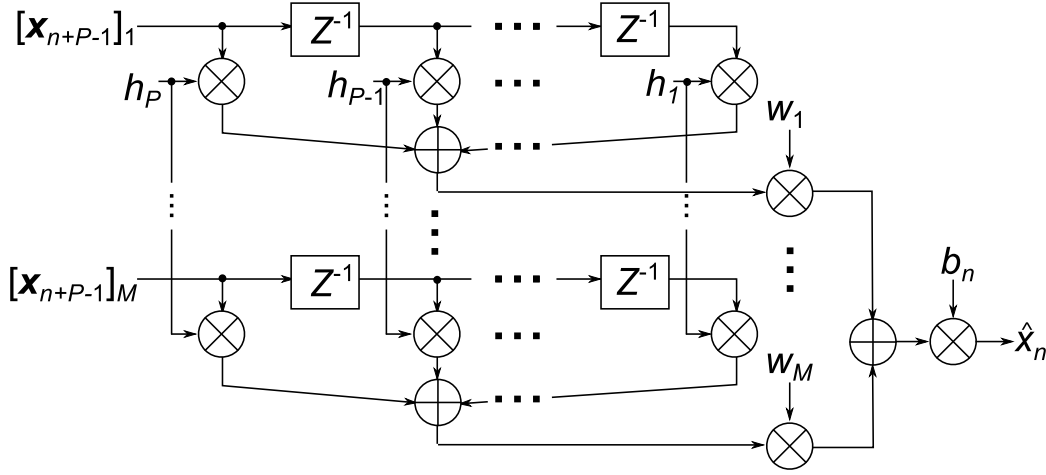 [x_{n+P-1}]_1
Z^{-1}
Z^{-1}
h_P
h_{P-1}
h_1
w_1
[x_{n+P-1}]_M
Z^{-1}
Z^{-1}
b_n
x̂_n
w_M